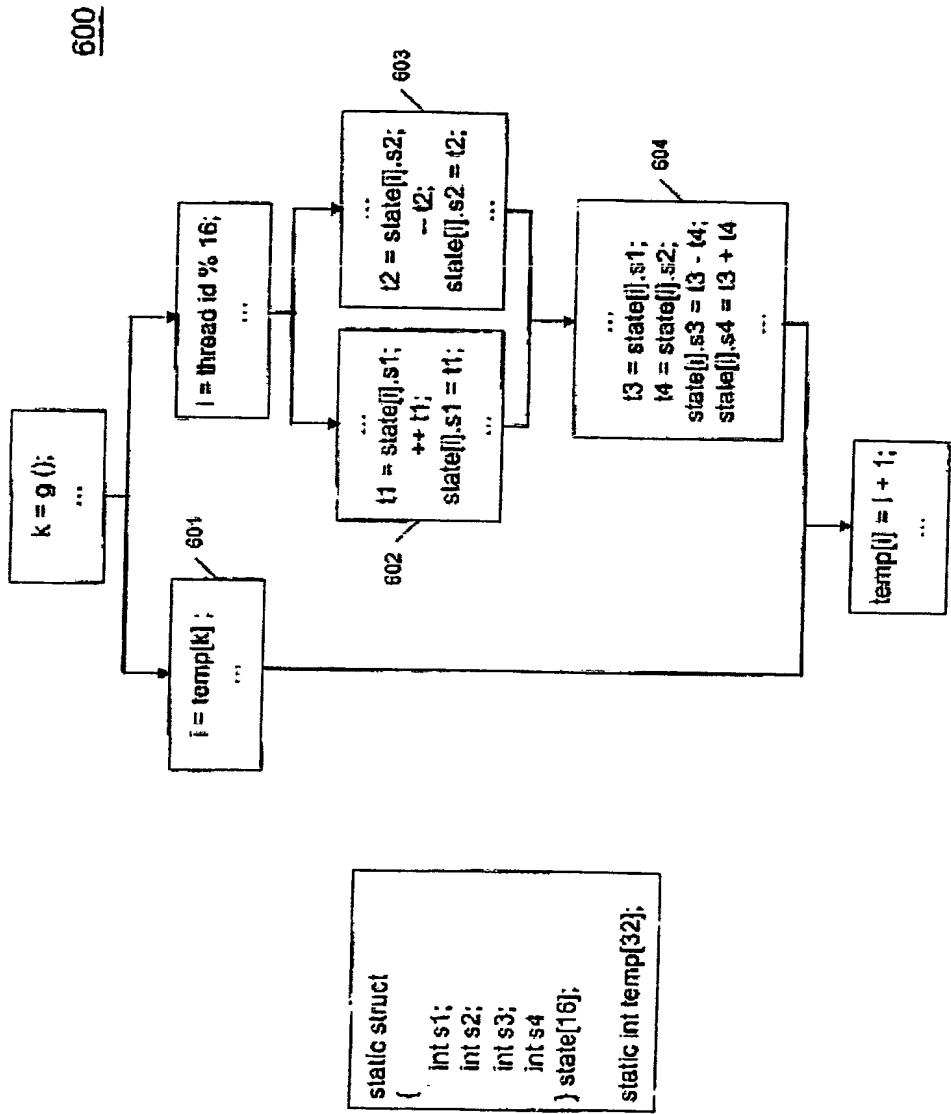 600
k = g ();
...
i = temp[k] ;
...
601
i = thread id % 16;
...
...
t1 = state[i].s1;
++ t1;
state[i].s1 = t1;
...
602
...
t2 = state[i].s2;
-- t2;
state[i].s2 = t2;
...
603
...
t3 = state[i].s1;
t4 = state[i].s2;
state[i].s3 = t3 - t4;
state[i].s4 = t3 + t4
...
604
temp[i] = i + 1;
...
static struct
{
int s1;
int s2;
int s3;
int s4
} state[16];
static int temp[32];